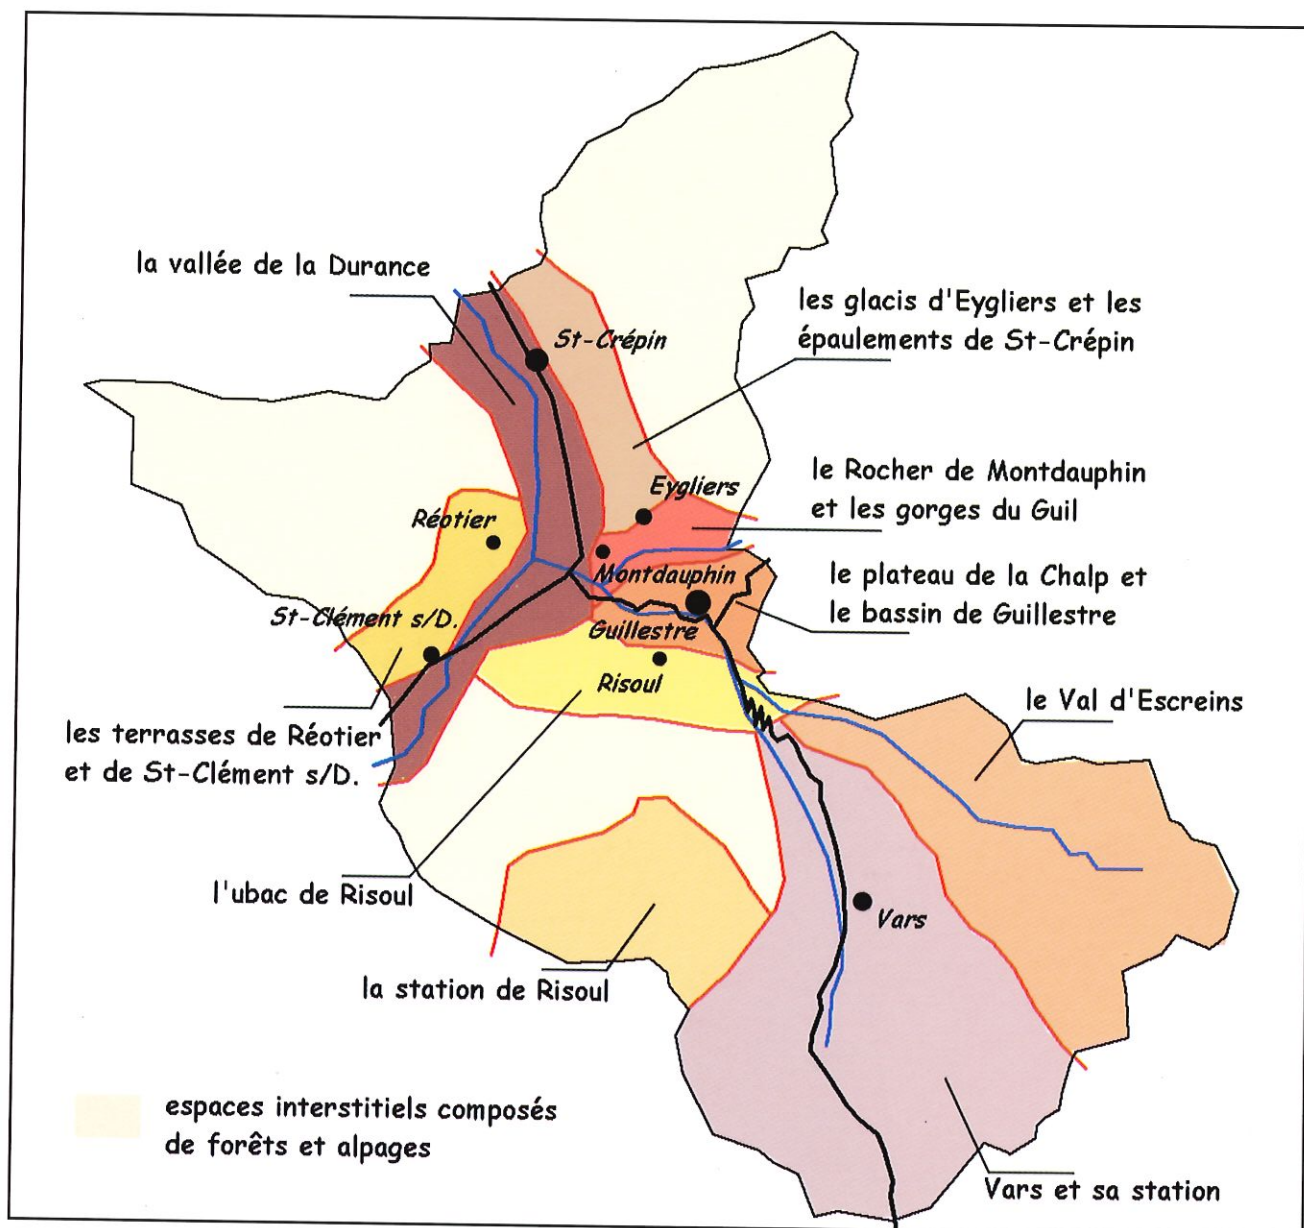 la vallée de la Durance
St-Crépin
les glacis d'Eygliers et les
épaulements de St-Crépin
Eygliers
le Rocher de Montdauphin
et les gorges du Guil
Réotier
Montdauphin
le plateau de la Chalp et
le bassin de Guillestre
St-Clément s/D.
Guillestre
Risoul
le Val d'Escreins
les terrasses de Réotier
et de St-Clément s/D.
l'ubac de Risoul
Vars
la station de Risoul
espaces interstitiels composés
de forêts et alpages
Vars et sa station